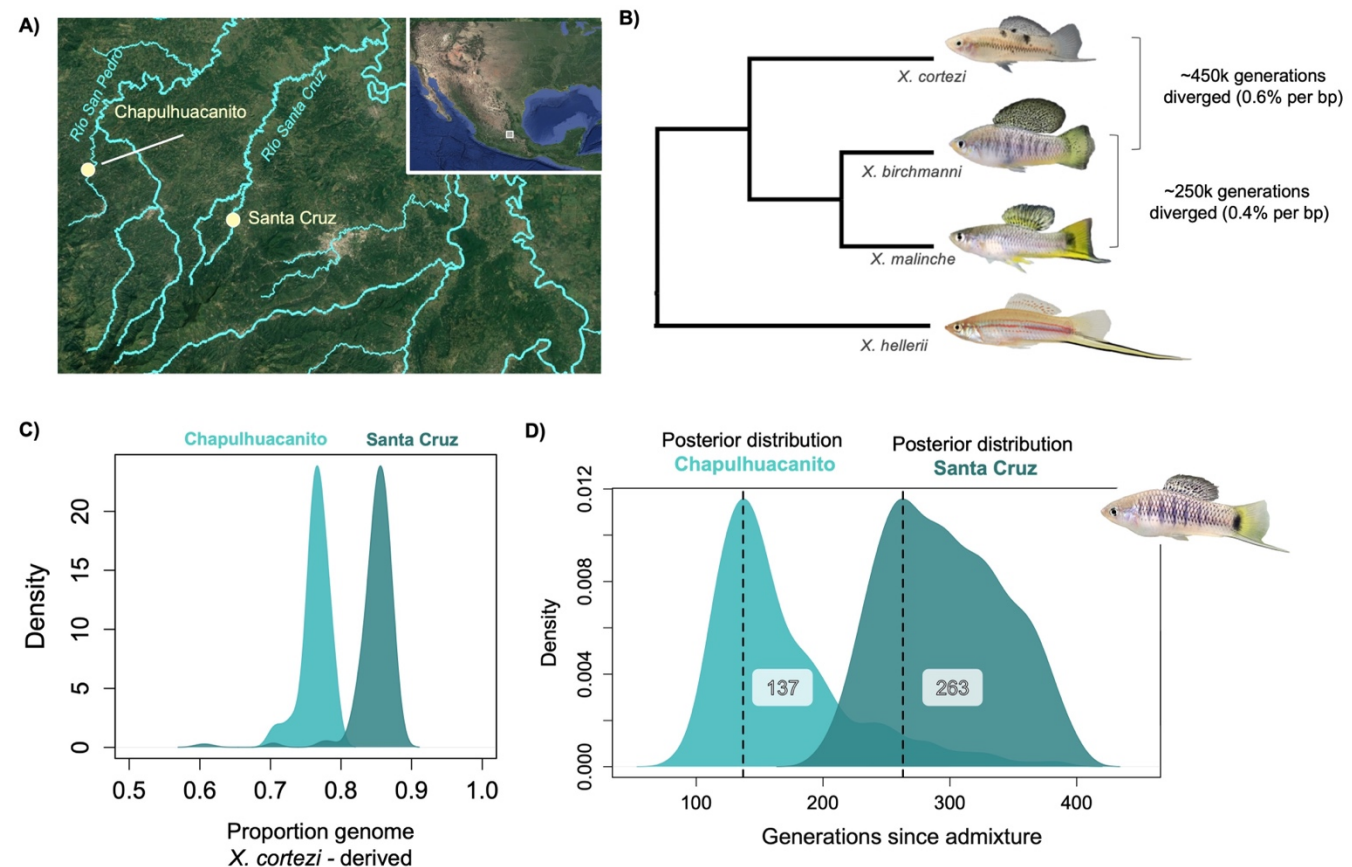 A)
Río San Pedro
Chapulhuacanito
Río Santa Cruz
Santa Cruz
B)
X. cortezi
X. birchmanni
X. malinche
X. hellerii
~450k generations
diverged (0.6% per bp)
~250k generations
diverged (0.4% per bp)
C)
Chapulhuacanito
Santa Cruz
Density
0
5
10
15
20
0.5
0.6
0.7
0.8
0.9
1.0
Proportion genome
X. cortezi - derived
D)
Posterior distribution
Chapulhuacanito
Posterior distribution
Santa Cruz
Density
0.000
0.004
0.008
0.012
137
263
100
200
300
400
Generations since admixture